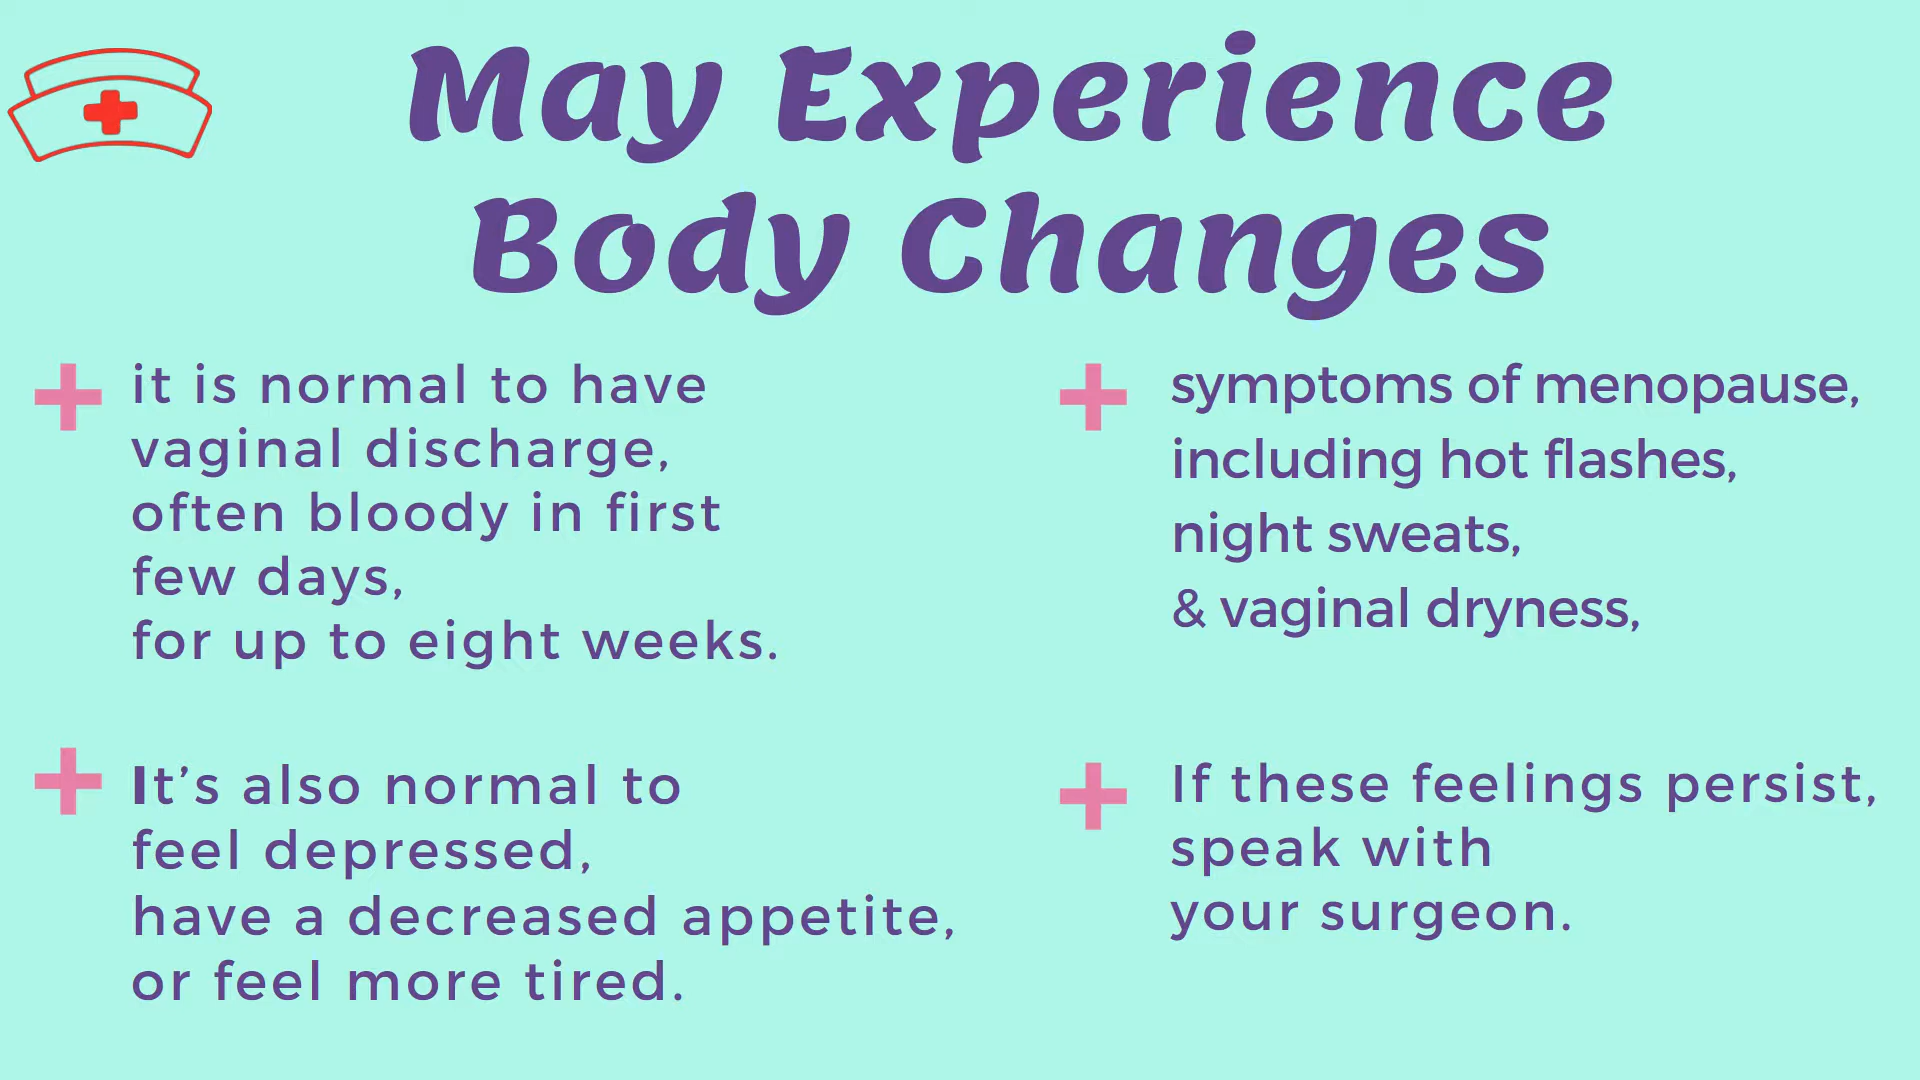 May Experience
Body Changes
it is normal to have
vaginal discharge,
often bloody in first
few days,
for up to eight weeks.
It’s also normal to
feel depressed,
have a decreased appetite,
or feel more tired.
symptoms of menopause,
including hot flashes,
night sweats,
& vaginal dryness,
If these feelings persist,
speak with
your surgeon.